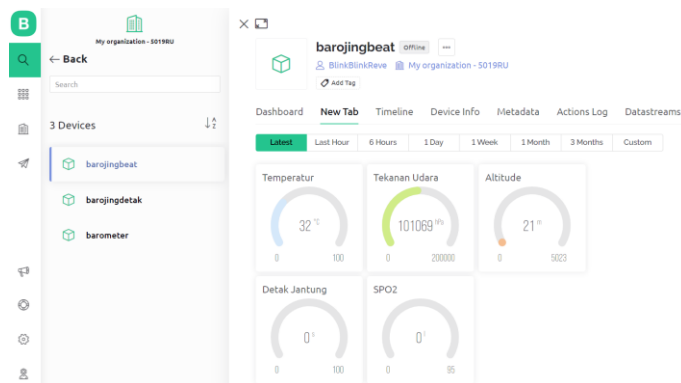 B
My organization - 5019RU
← Back
Search
3 Devices
barojingbeat
barojingdetak
barometer
barojingbeat Offline ...
BlinkBlinkReve My organization - 5019RU
Add Tag
Dashboard New Tab Timeline Device Info Metadata Actions Log Datastreams
Latest Last Hour 6 Hours 1 Day 1 Week 1 Month 3 Months Custom
Temperatur Tekanan Udara Altitude
32 °C 101069 hPa 21 m
0 100 0 200000 0 5023
Detak Jantung SPO2
0 0
0 100 0 95